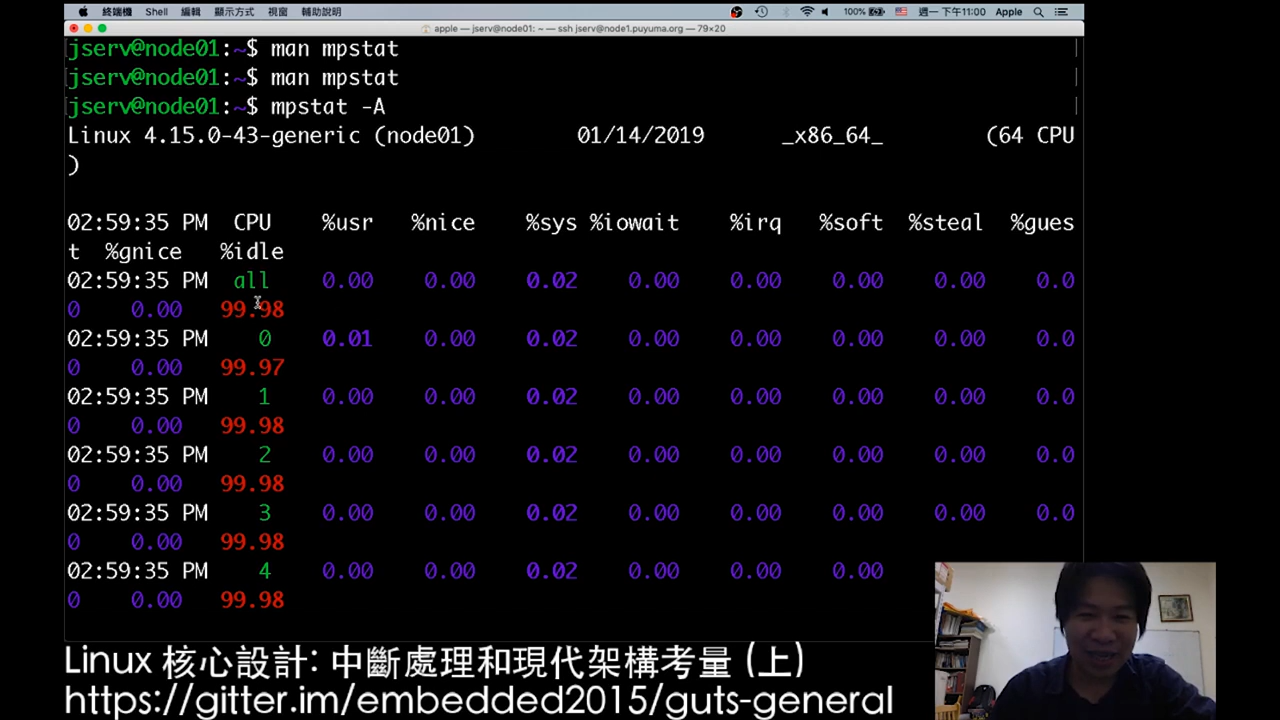 終端機 Shell 編輯 顯示方式 視窗 輔助說明 100% 週一 下午11:00 Apple
apple — jserv@node01: ~ — ssh jserv@node1.puyuma.org — 79×20
[jserv@node01:~$ man mpstat ]
[jserv@node01:~$ man mpstat ]
[jserv@node01:~$ mpstat -A ]
Linux 4.15.0-43-generic (node01) 01/14/2019 _x86_64_ (64 CPU
)
02:59:35 PM CPU %usr %nice %sys %iowait %irq %soft %steal %gues
t %gnice %idle
02:59:35 PM all 0.00 0.00 0.02 0.00 0.00 0.00 0.00 0.0
0 0.00 99.98
02:59:35 PM 0 0.01 0.00 0.02 0.00 0.00 0.00 0.00 0.0
0 0.00 99.97
02:59:35 PM 1 0.00 0.00 0.02 0.00 0.00 0.00 0.00 0.0
0 0.00 99.98
02:59:35 PM 2 0.00 0.00 0.02 0.00 0.00 0.00 0.00 0.0
0 0.00 99.98
02:59:35 PM 3 0.00 0.00 0.02 0.00 0.00 0.00 0.00 0.0
0 0.00 99.98
02:59:35 PM 4 0.00 0.00 0.02 0.00 0.00 0.00
0 0.00 99.98
Linux 核心設計: 中斷處理和現代架構考量 (上)
https://gitter.im/embedded2015/guts-general